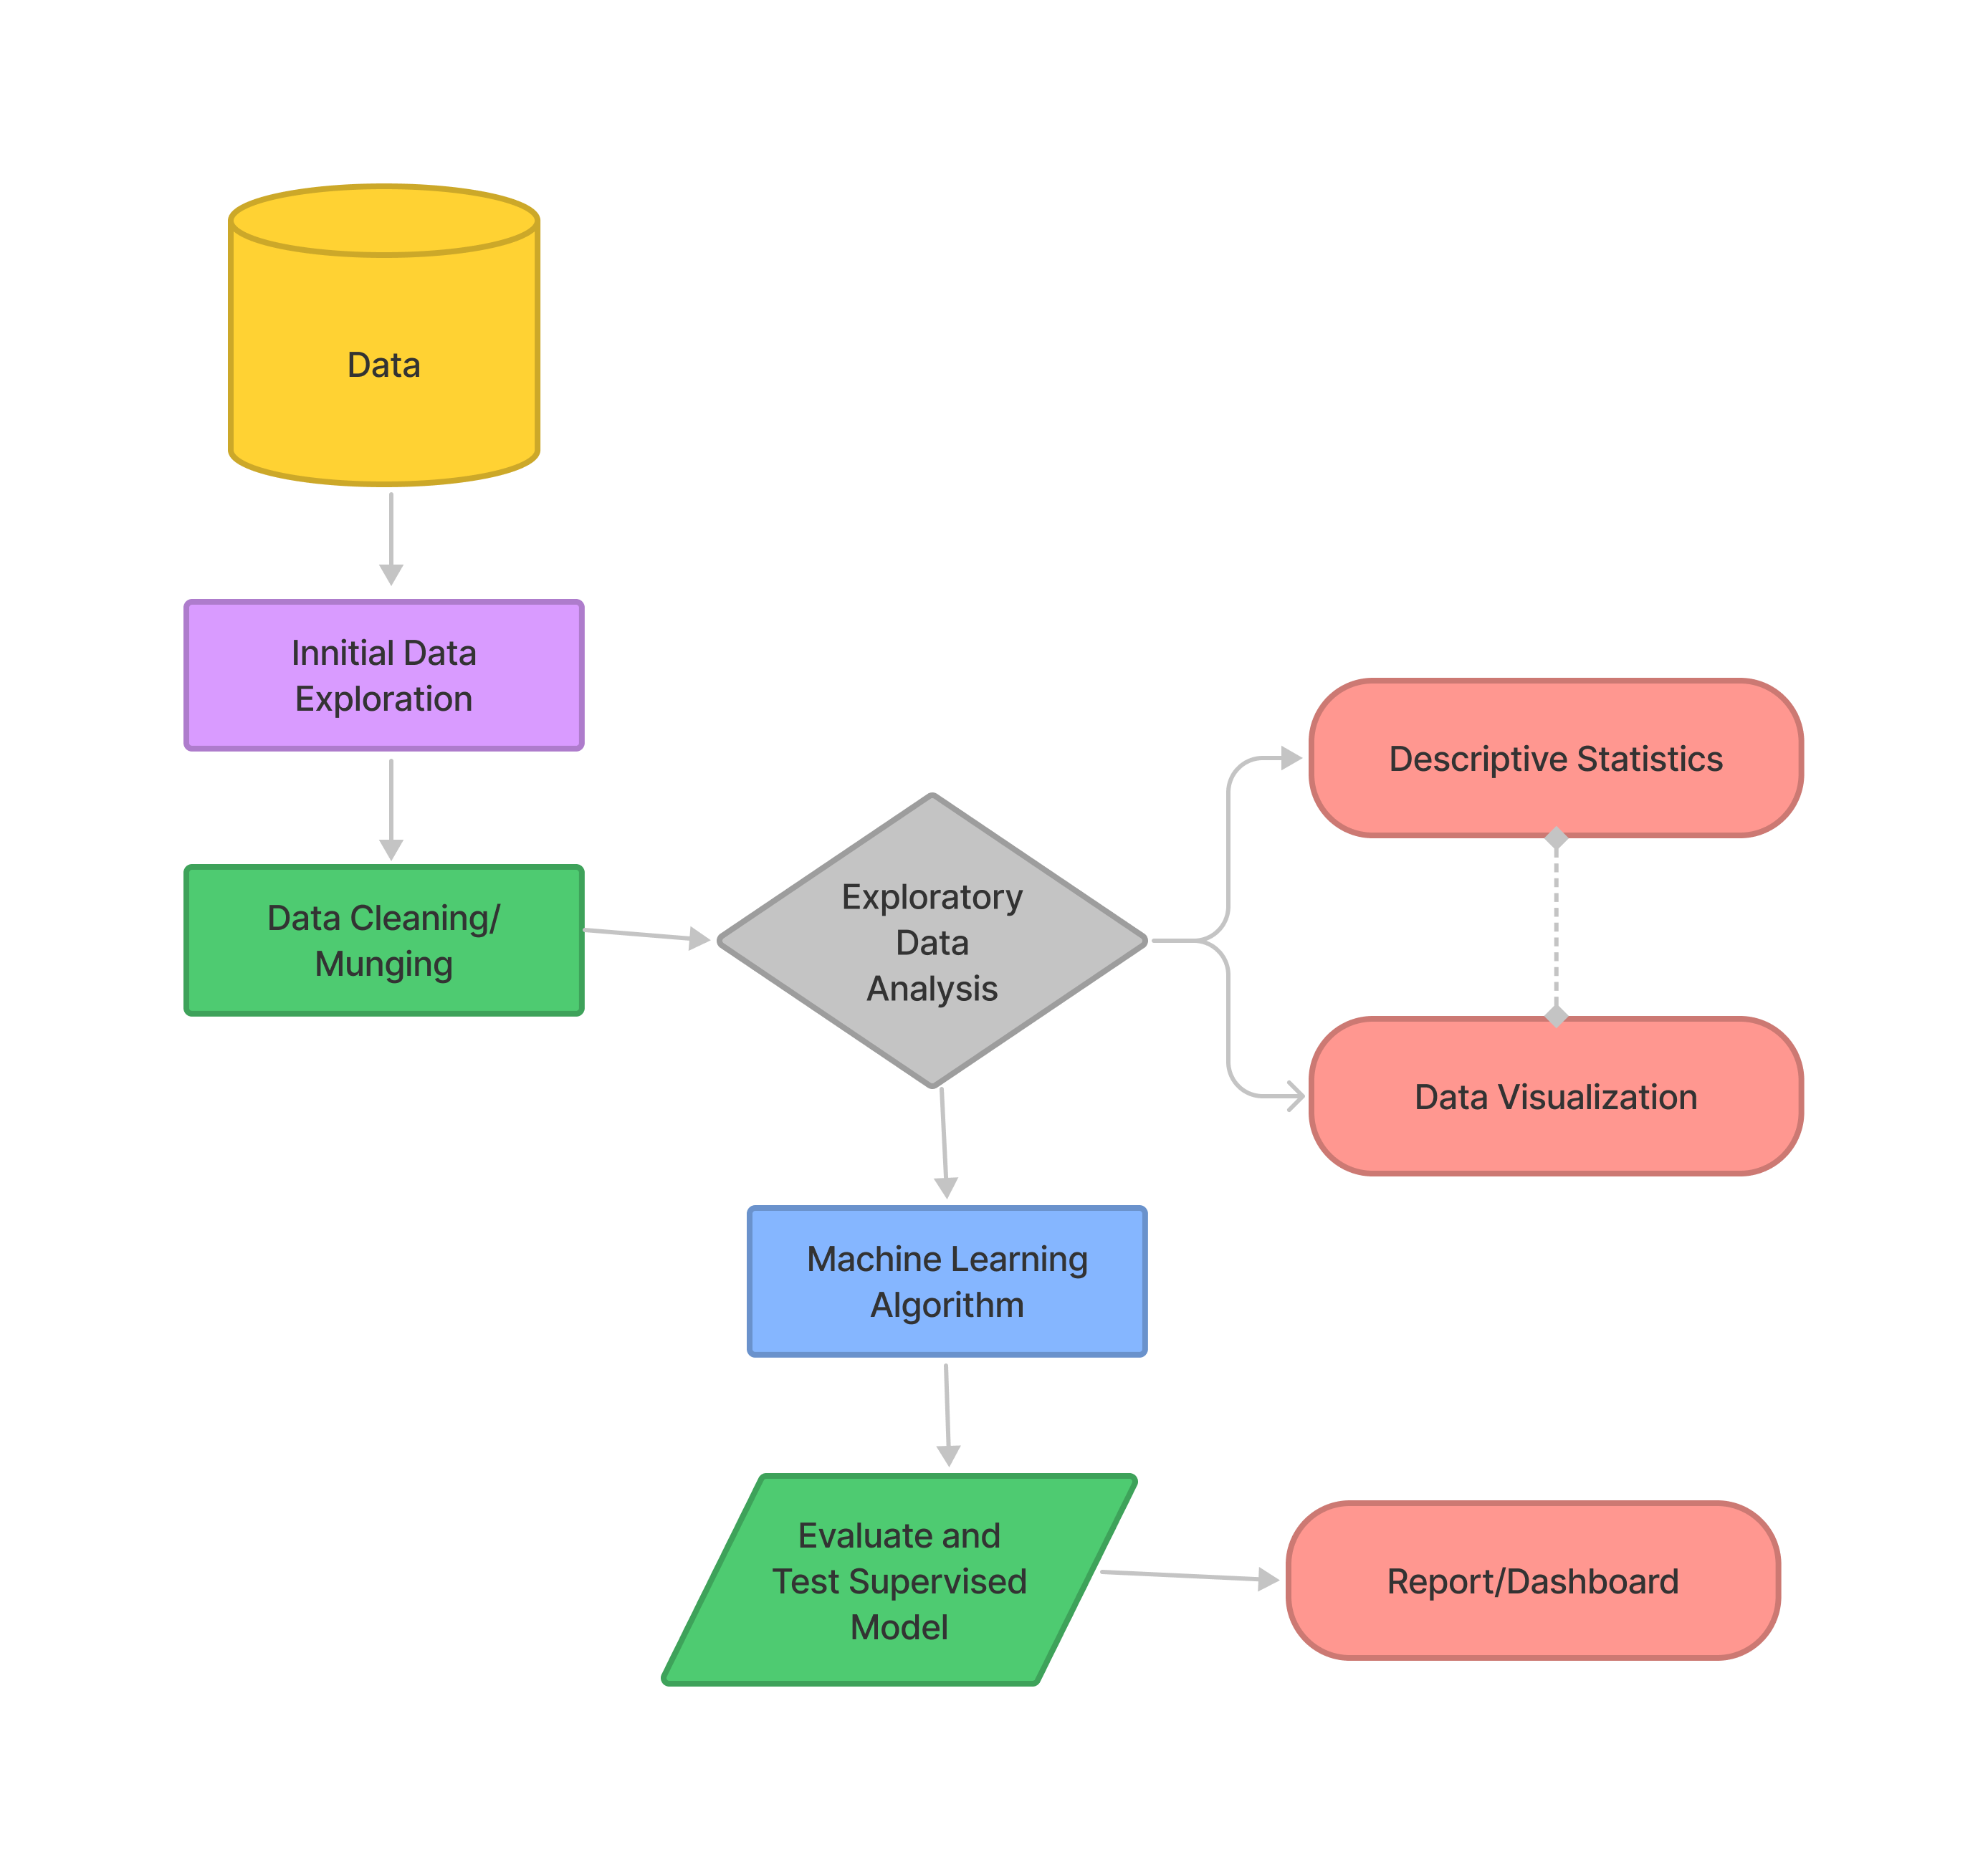 Data
Innitial Data
Exploration
Data Cleaning/
Munging
Exploratory
Data
Analysis
Descriptive Statistics
Data Visualization
Machine Learning
Algorithm
Evaluate and
Test Supervised
Model
Report/Dashboard